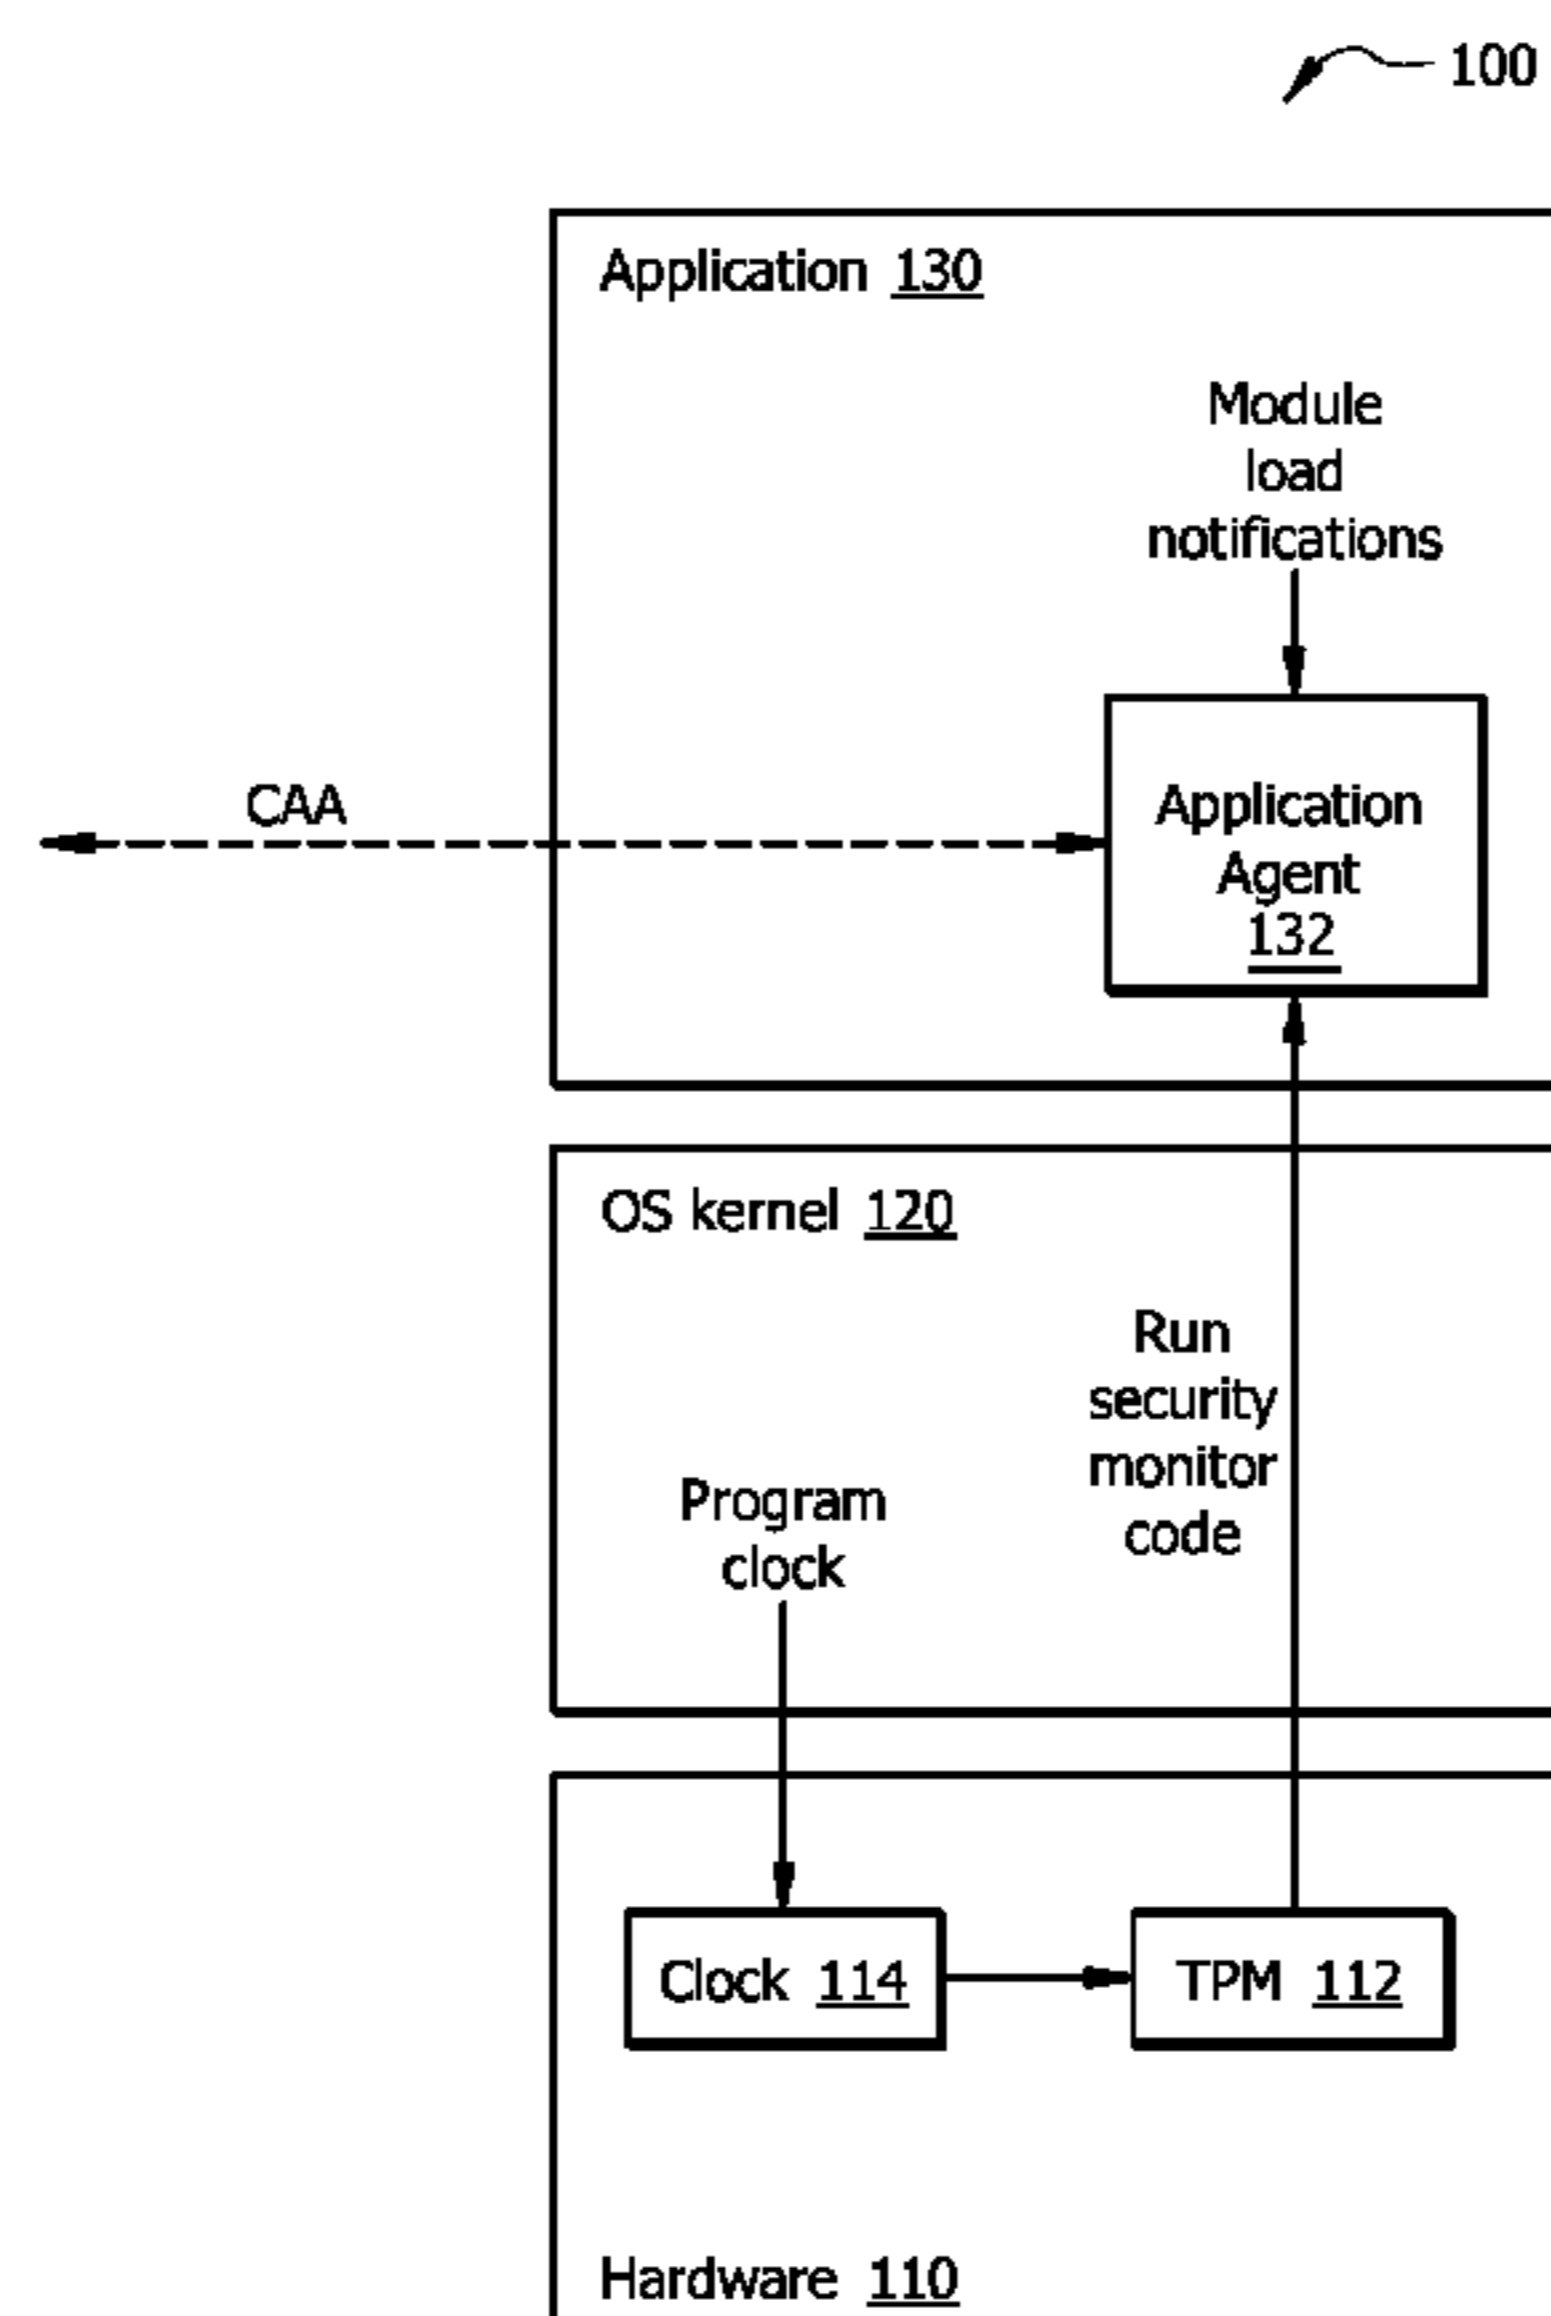 100
Application 130
Module
load
notifications
CAA
Application
Agent
132
OS kernel 120
Run
security
monitor
code
Program
clock
Clock 114
TPM 112
Hardware 110